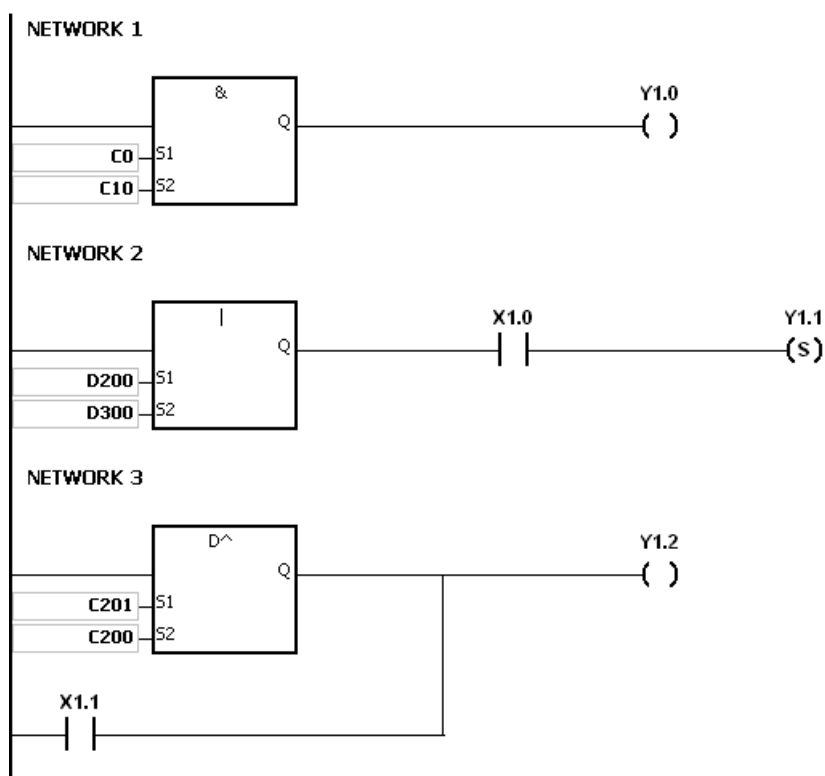 NETWORK 1
&
Y1.0
Q
( )
C0 S1
C10 S2
NETWORK 2
|
X1.0
Y1.1
Q
(S)
D200 S1
D300 S2
NETWORK 3
D^
Y1.2
Q
( )
C201 S1
C200 S2
X1.1